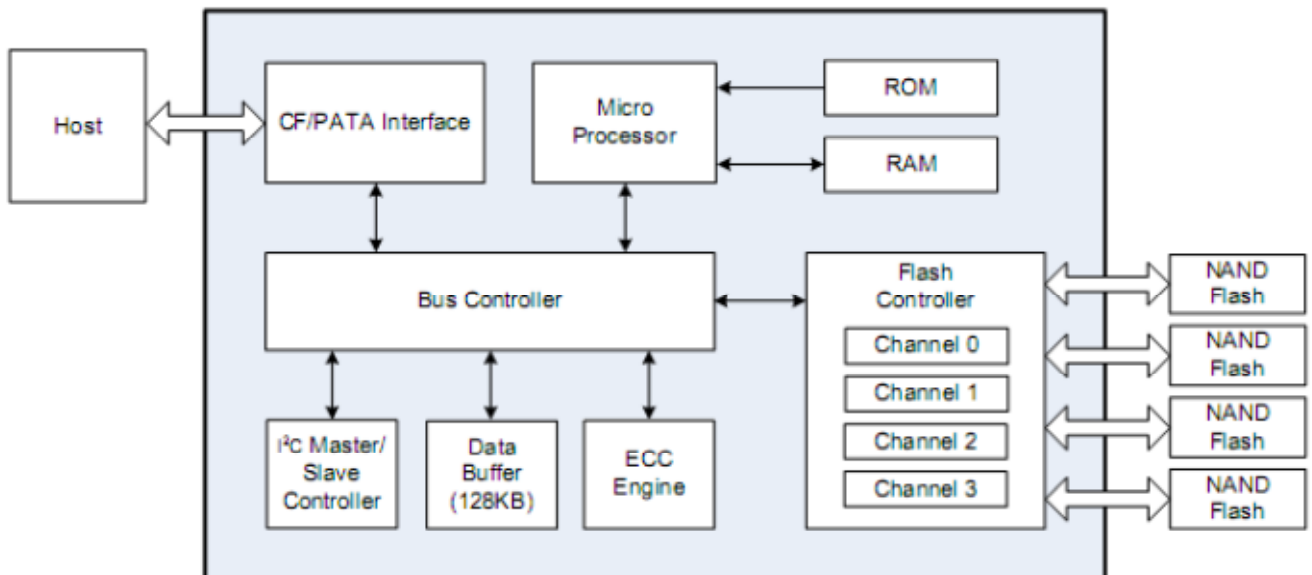 Host
CF/PATA Interface
Micro
Processor
ROM
RAM
Bus Controller
Flash
Controller
Channel 0
Channel 1
Channel 2
Channel 3
NAND
Flash
NAND
Flash
NAND
Flash
NAND
Flash
I²C Master/
Slave
Controller
Data
Buffer
(128KB)
ECC
Engine